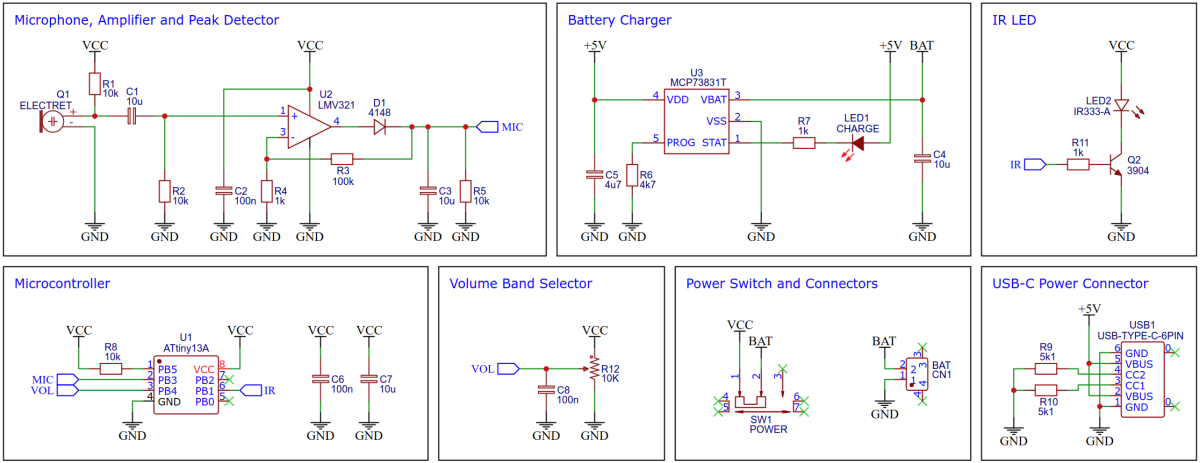 Microphone, Amplifier and Peak Detector
VCC
VCC
Q1
ELECTRET
+
-
R1
10k
C1
10u
U2
LMV321
1
+
3
-
4
D1
4148
MIC
R3
100k
R2
10k
C2
100n
R4
1k
C3
10u
R5
10k
GND
GND
GND
GND
GND
GND
GND
Battery Charger
+5V
+5V
BAT
U3
MCP73831T
4
VDD
VBAT
3
VSS
2
5
PROG
STAT
1
R7
1k
LED1
CHARGE
C5
4u7
R6
4k7
C4
10u
GND
GND
GND
GND
IR LED
VCC
LED2
IR333-A
R11
1k
IR
Q2
3904
GND
Microcontroller
VCC
VCC
VCC
VCC
R8
10k
U1
ATtiny13A
1
PB5
VCC
8
MIC
2
PB3
PB2
7
VOL
3
PB4
PB1
6
IR
4
GND
PB0
5
C6
100n
C7
10u
GND
GND
GND
Volume Band Selector
VCC
VOL
R12
10K
C8
100n
GND
GND
Power Switch and Connectors
VCC
BAT
BAT
1
2
3
4
5
6
7
SW1
POWER
2
1
2
1
3
4
BAT
CN1
GND
USB-C Power Connector
+5V
USB1
USB-TYPE-C-6PIN
R9
5k1
R10
5k1
6
GND
0
5
VBUS
4
CC2
3
CC1
2
VBUS
1
GND
0
GND
GND